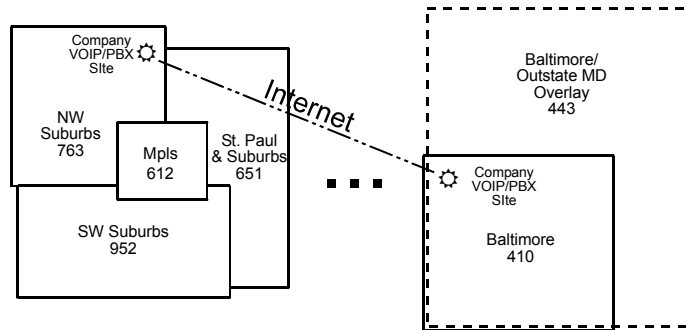 Company
VOIP/PBX
SIte
NW
Suburbs
763
Mpls
612
St. Paul
& Suburbs
651
SW Suburbs
952
Internet
Baltimore/
Outstate MD
Overlay
443
Company
VOIP/PBX
SIte
Baltimore
410